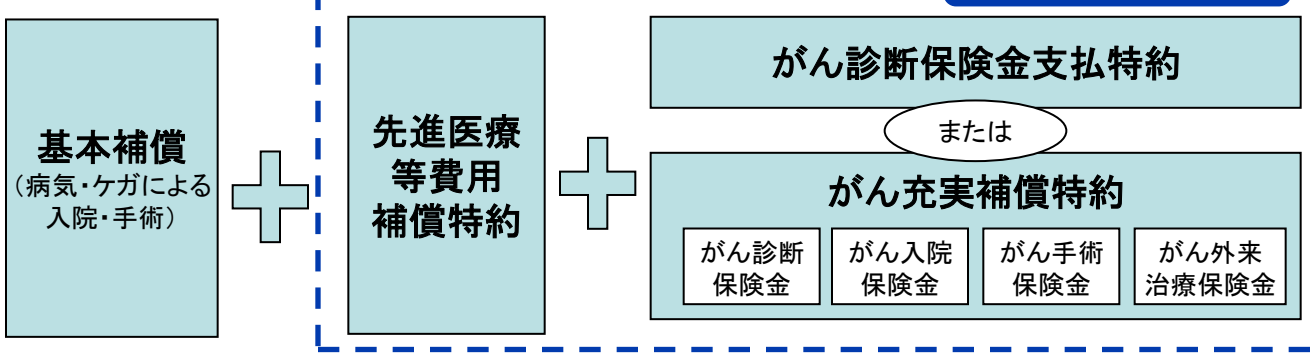 基本補償
（病気・ケガによる
入院・手術）
先進医療
等費用
補償特約
がん診断保険金支払特約
または
がん充実補償特約
がん診断
保険金
がん入院
保険金
がん手術
保険金
がん外来
治療保険金